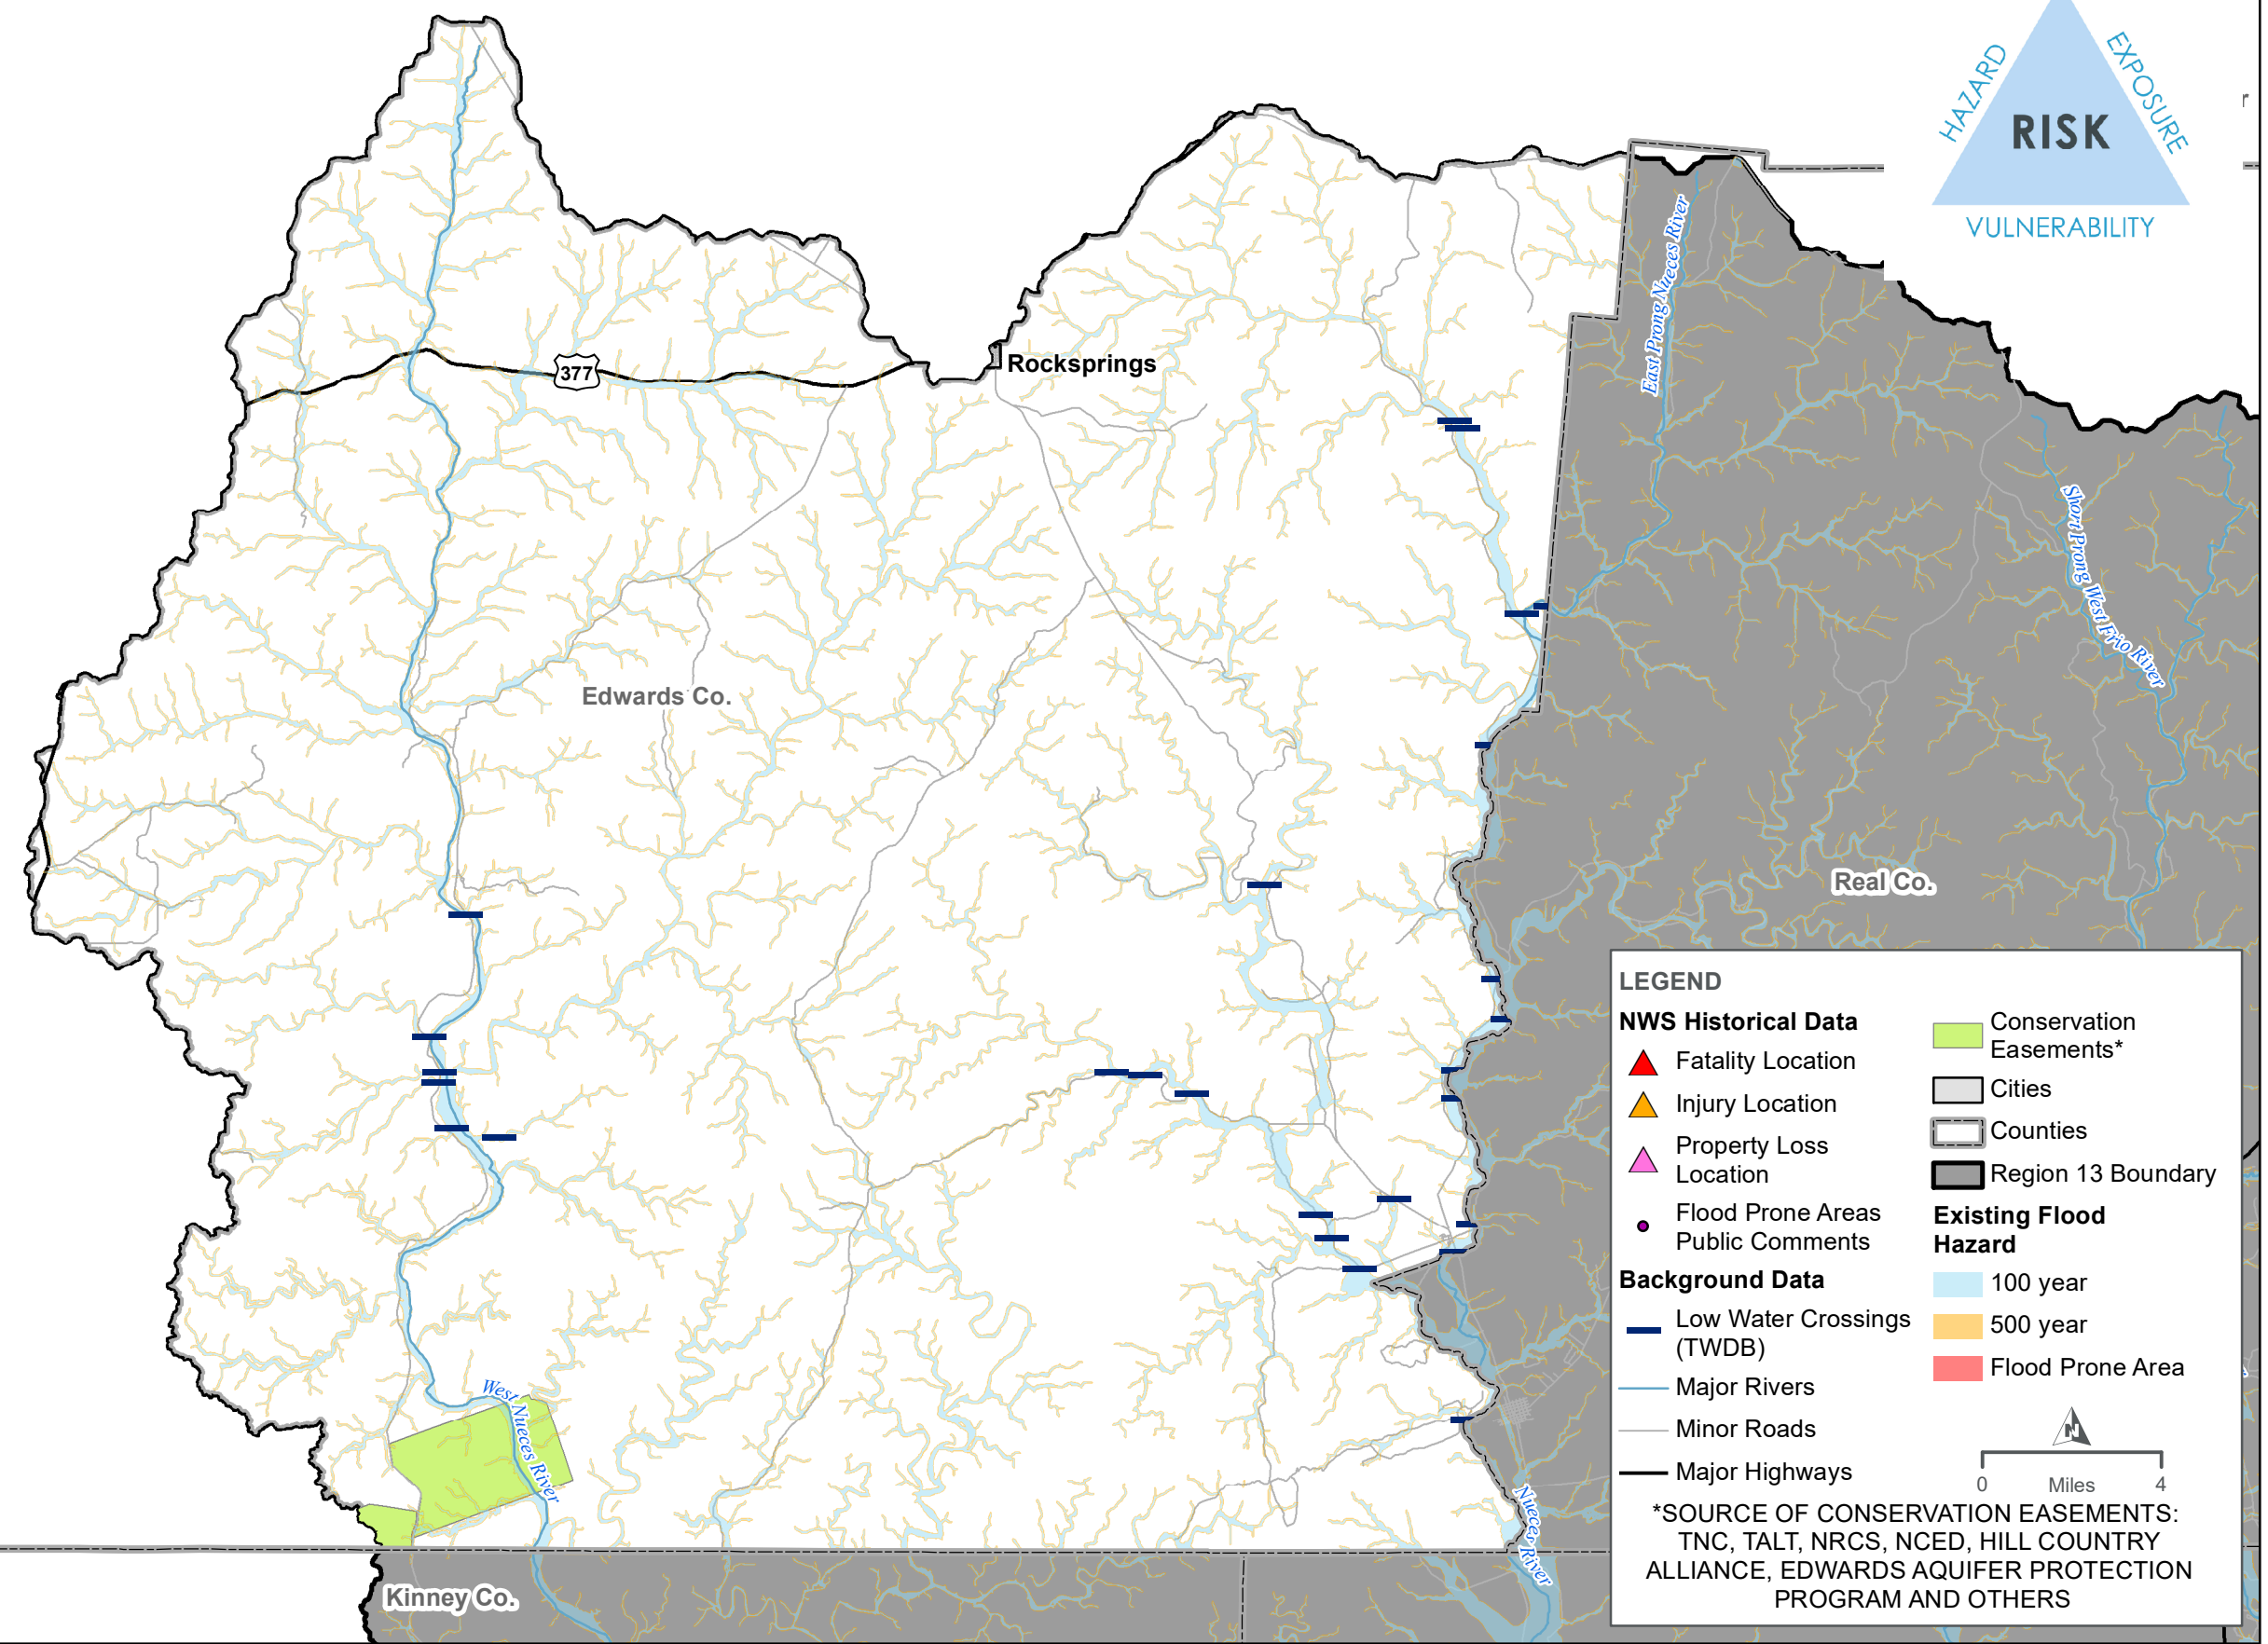 HAZARD
EXPOSURE
RISK
VULNERABILITY
r
377
Rocksprings
East Prong Nueces River
Short Prong West Frio River
Edwards Co.
Real Co.
West Nueces River
Nueces River
Kinney Co.
LEGEND
NWS Historical Data
Fatality Location
Injury Location
Property Loss
Location
Flood Prone Areas
Public Comments
Background Data
Low Water Crossings
(TWDB)
Major Rivers
Minor Roads
Major Highways
Conservation
Easements*
Cities
Counties
Region 13 Boundary
Existing Flood
Hazard
100 year
500 year
Flood Prone Area
N
0 Miles 4
*SOURCE OF CONSERVATION EASEMENTS:
TNC, TALT, NRCS, NCED, HILL COUNTRY
ALLIANCE, EDWARDS AQUIFER PROTECTION
PROGRAM AND OTHERS